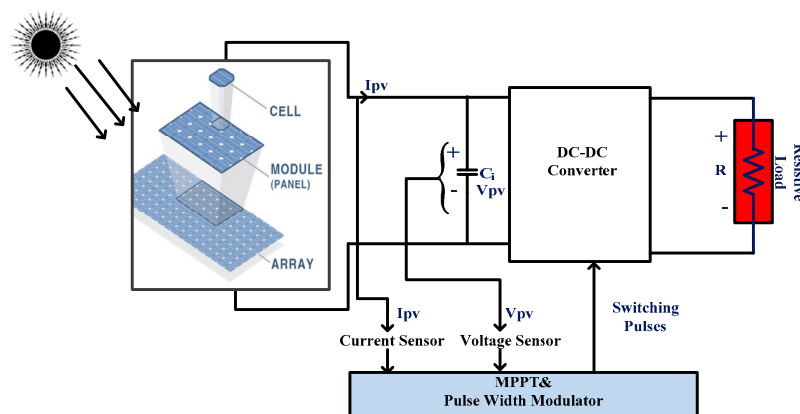 Ipv
CELL
MODULE
(PANEL)
ARRAY
+
Ci
-
Vpv
DC-DC
Converter
+
R
-
Resistive
Load
Ipv
Vpv
Switching
Pulses
Current Sensor
Voltage Sensor
MPPT&
Pulse Width Modulator